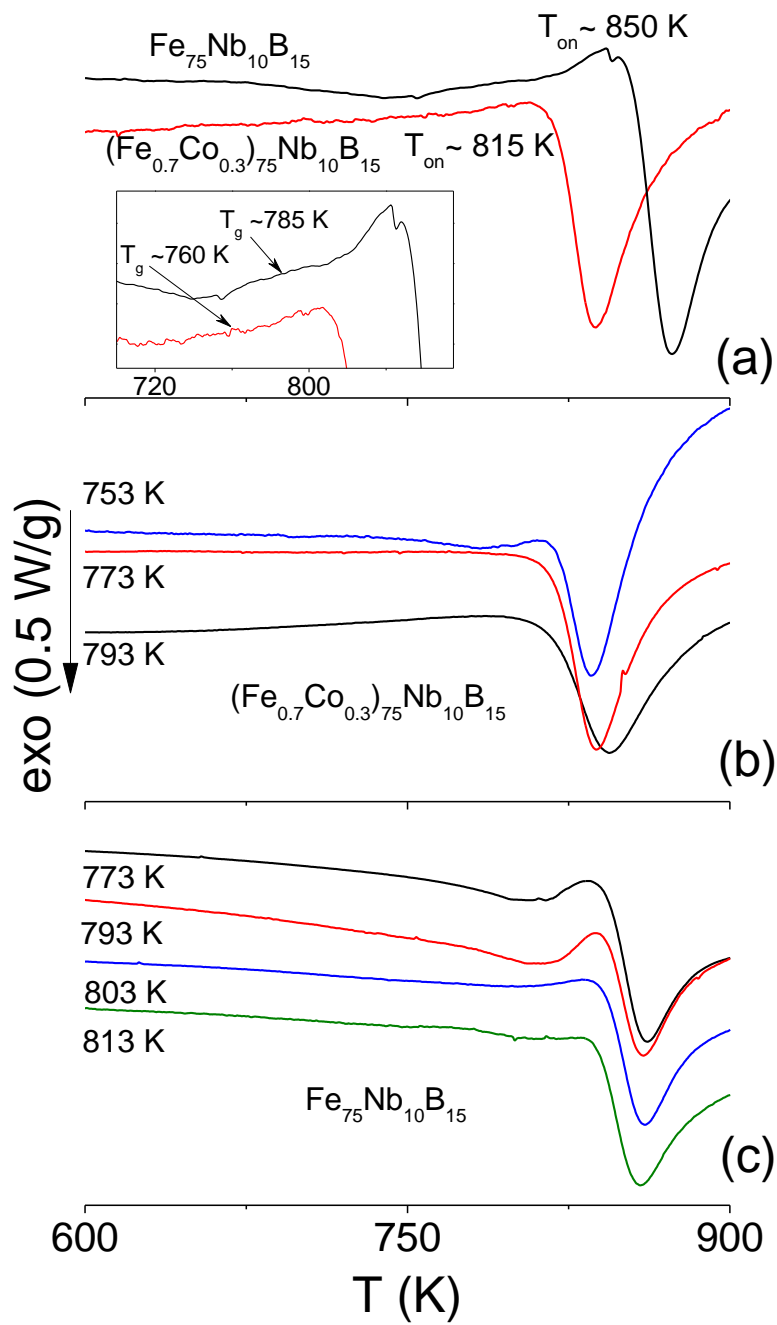 Fe75Nb10B15
Ton~ 850 K
(Fe0.7Co0.3)75Nb10B15
Ton~ 815 K
Tg ~785 K
Tg ~760 K
720 800
(a)
753 K
773 K
793 K
(Fe0.7Co0.3)75Nb10B15
(b)
exo (0.5 W/g)
773 K
793 K
803 K
813 K
Fe75Nb10B15
(c)
600 750 900
T (K)